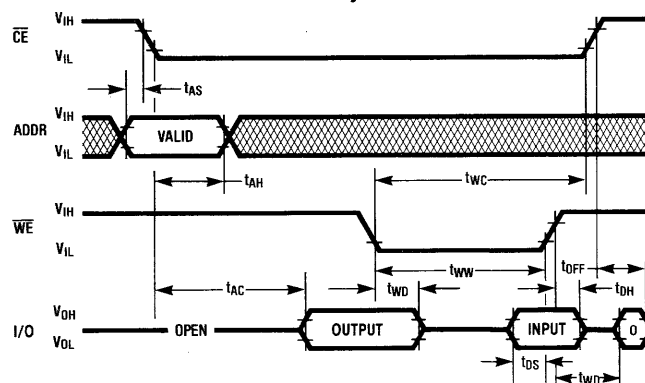 CE VIH
VIL
tAS
ADDR VIH
VALID
VIL
tAH
tWC
WE VIH
VIL
tOFF
tAC
tWD
tWW
tDH
I/O VOH
OPEN OUTPUT INPUT O
VOL
tDS
tWD